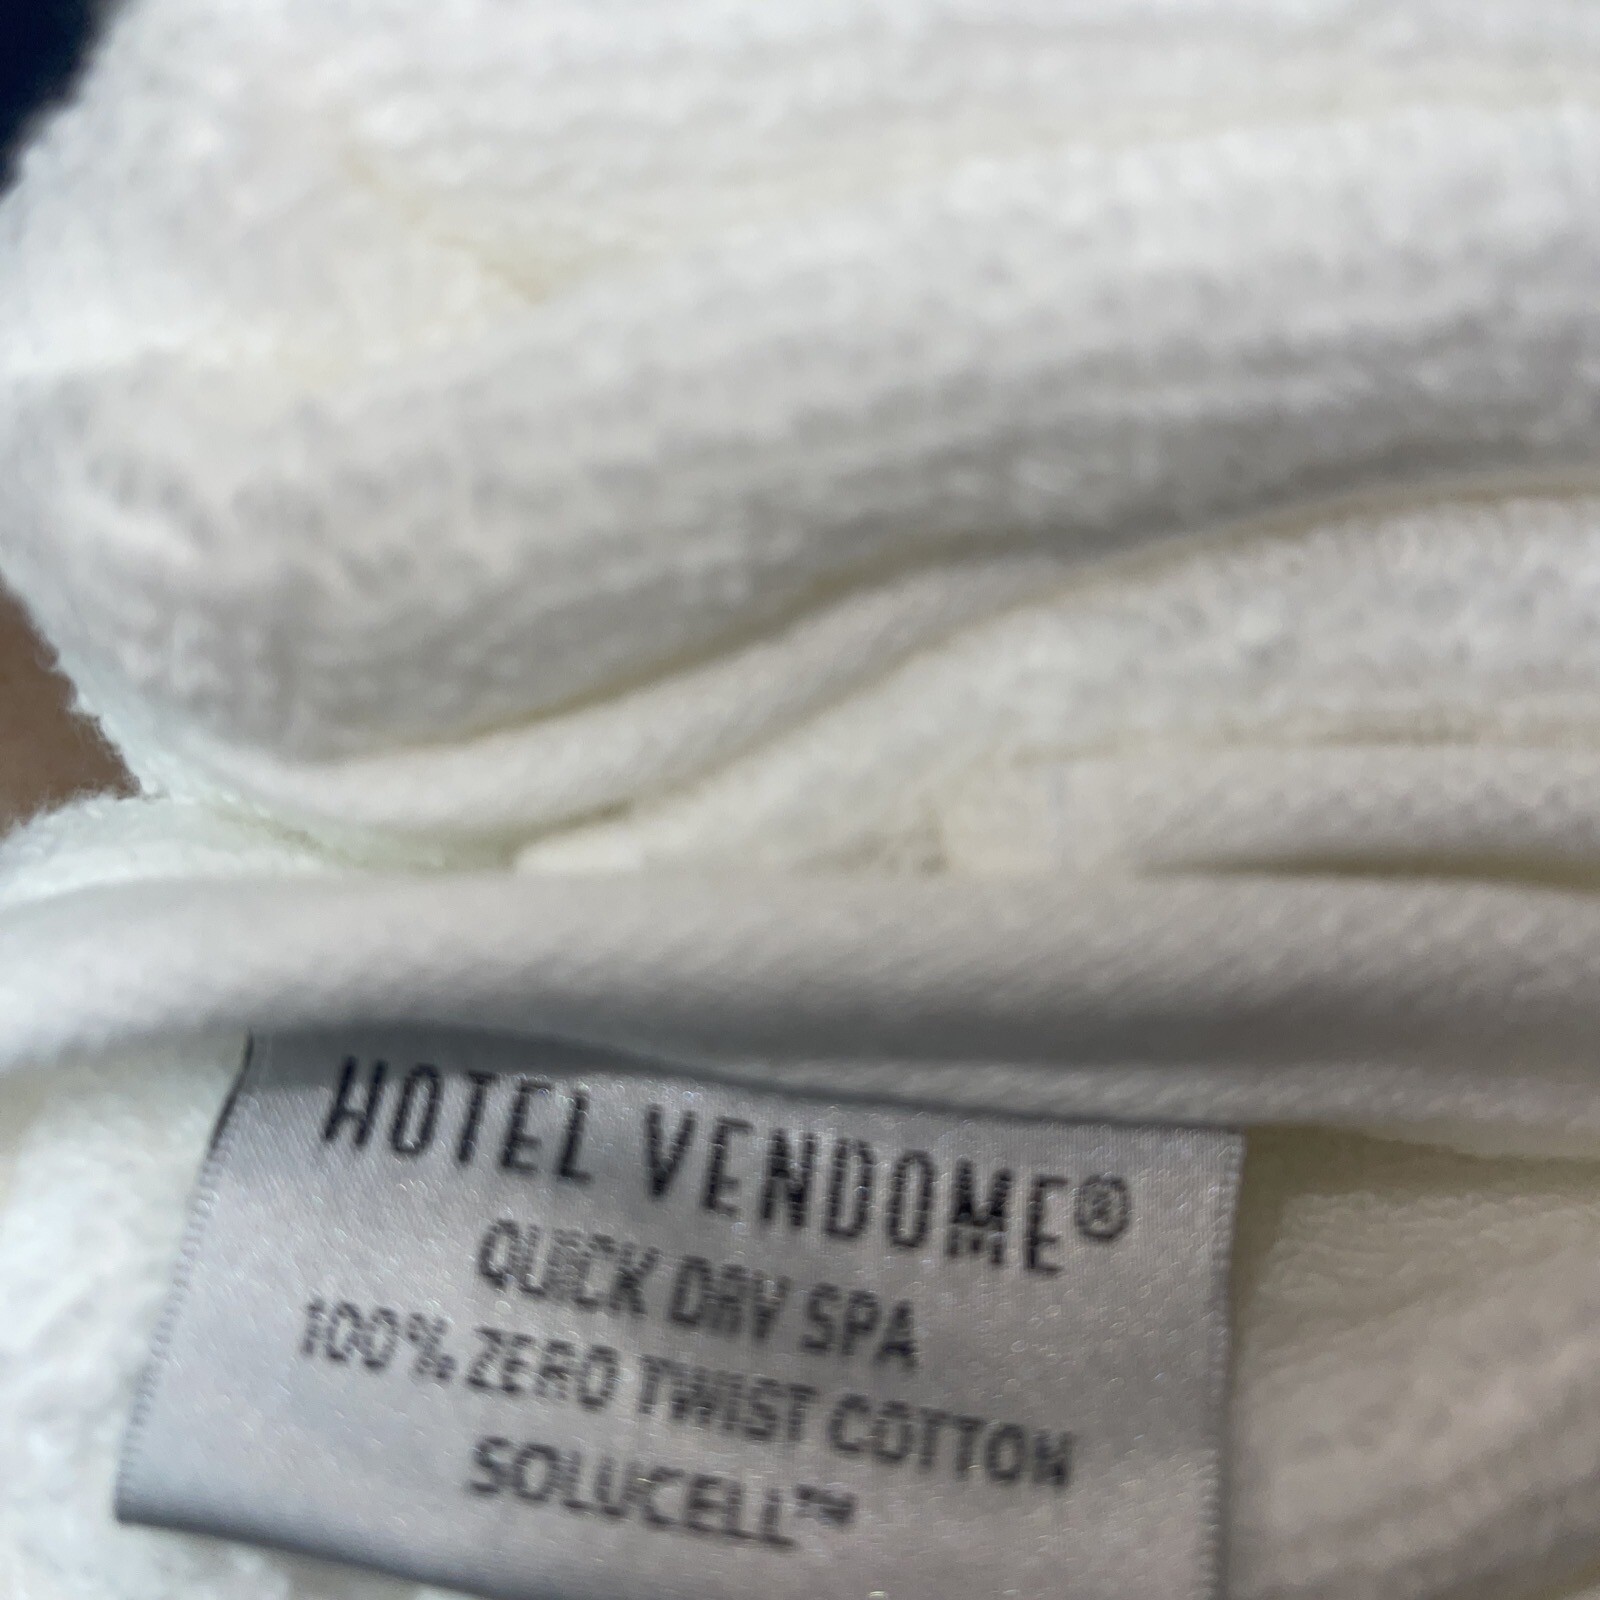 HOTEL VENDOME®
QUICK DRY SPA
100% ZERO TWIST COTTON
SOLUCELL™